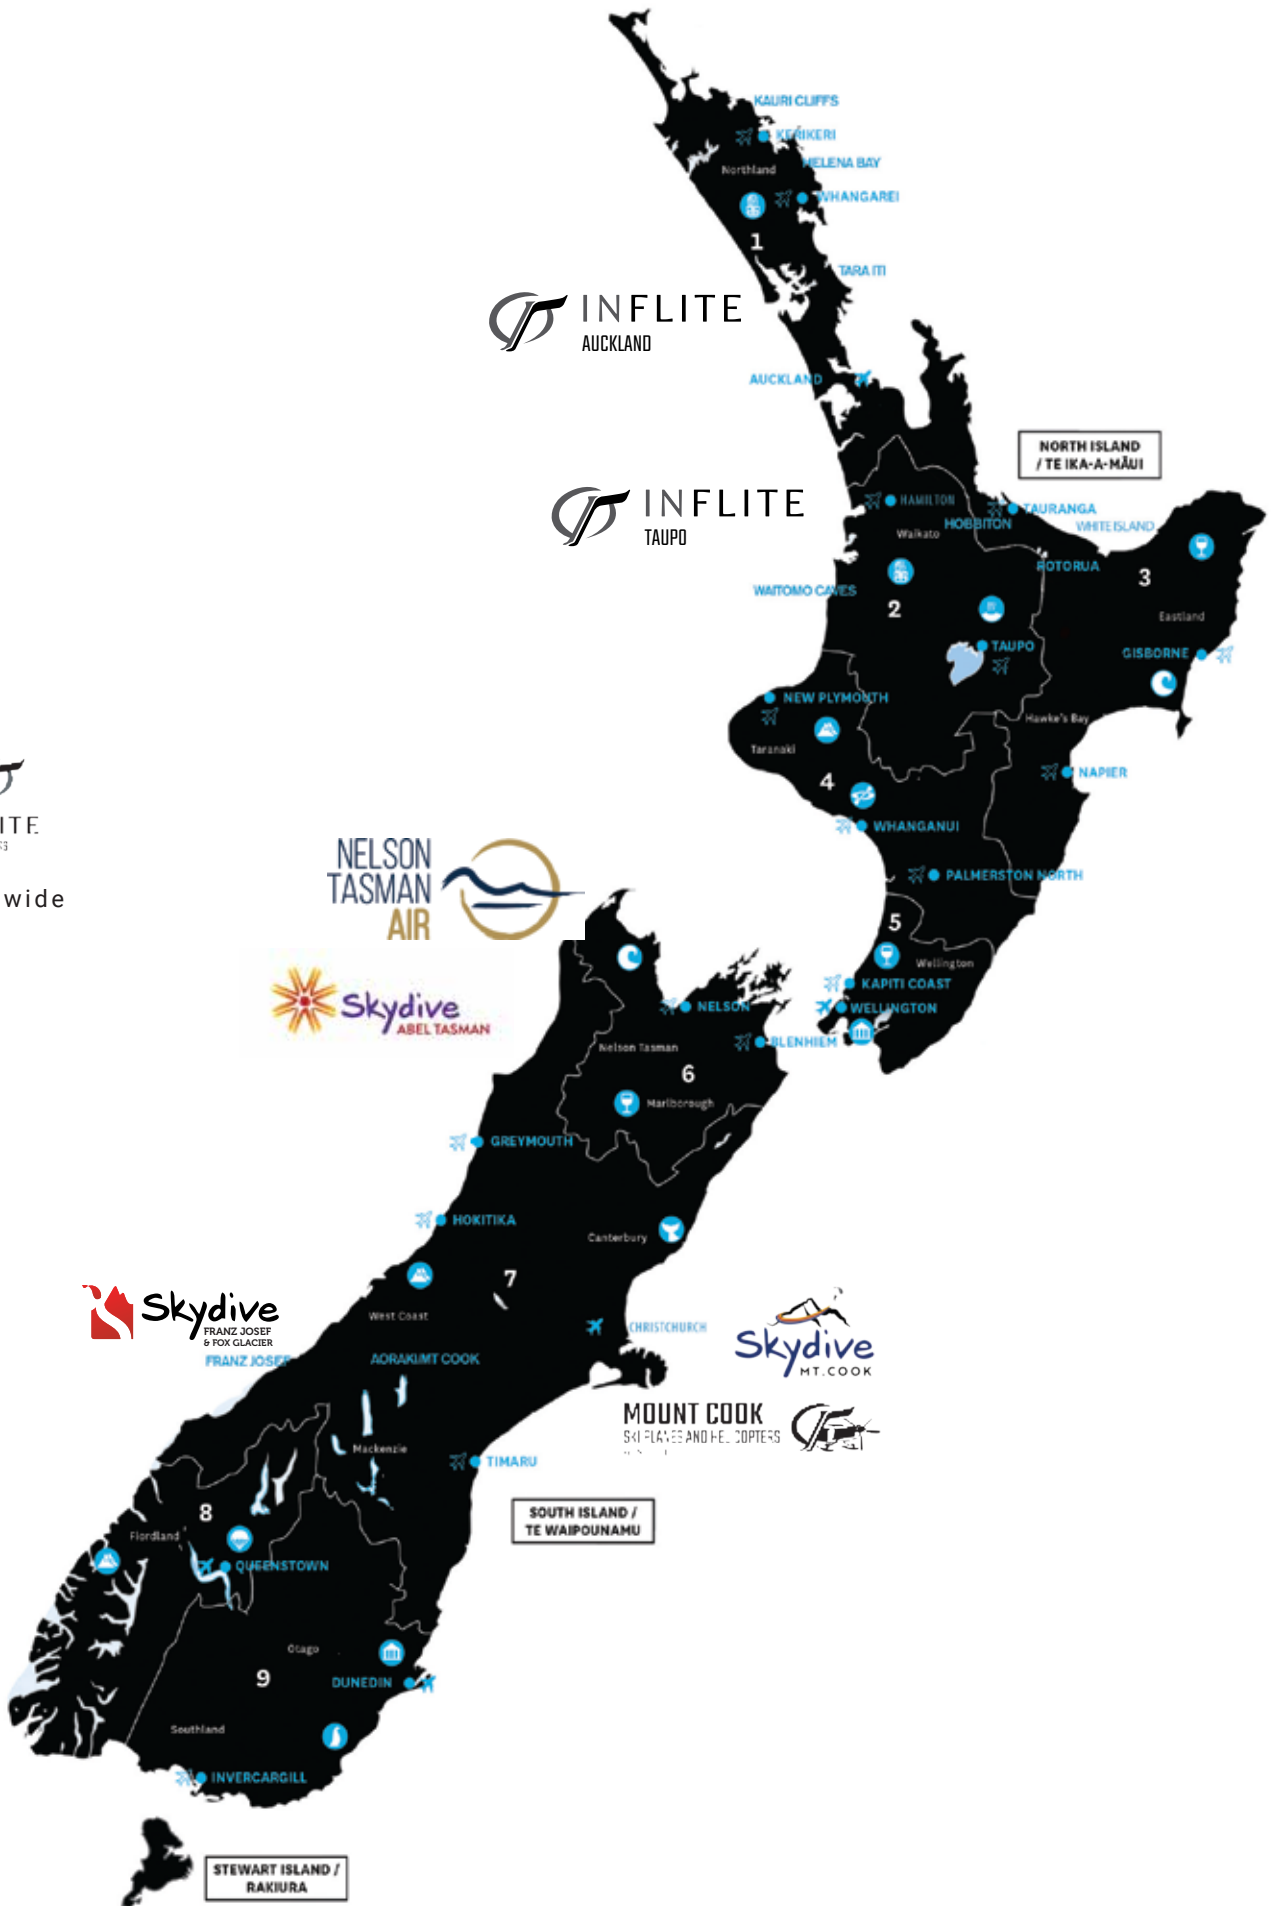 KAURI CLIFFS
KERIKERI
HELENA BAY
Northland
WHANGAREI
1
TARA ITI
INFLITE
AUCKLAND
AUCKLAND
NORTH ISLAND
/ TE IKA-A-MĀUI
INFLITE
TAUPO
HAMILTON
TAURANGA
HOBBITON
WHITE ISLAND
Waikato
ROTORUA
3
WAITOMO CAVES
2
Eastland
TAUPO
GISBORNE
NEW PLYMOUTH
Hawke's Bay
Taranaki
NAPIER
4
WHANGANUI
ITE
wide
NELSON
TASMAN
AIR
PALMERSTON NORTH
5
Wellington
KAPITI COAST
Skydive
ABEL TASMAN
NELSON
WELLINGTON
BLENHIEM
Nelson Tasman
6
Marlborough
GREYMOUTH
HOKITIKA
Canterbury
7
West Coast
CHRISTCHURCH
Skydive
FRANZ JOSEF
& FOX GLACIER
FRANZ JOSEF
AORAKI/MT COOK
Skydive
MT.COOK
MOUNT COOK
SKI PLANES AND HELICOPTERS
Mackenzie
TIMARU
SOUTH ISLAND /
TE WAIPOUNAMU
8
Fiordland
QUEENSTOWN
Otago
9
DUNEDIN
Southland
INVERCARGILL
STEWART ISLAND /
RAKIURA